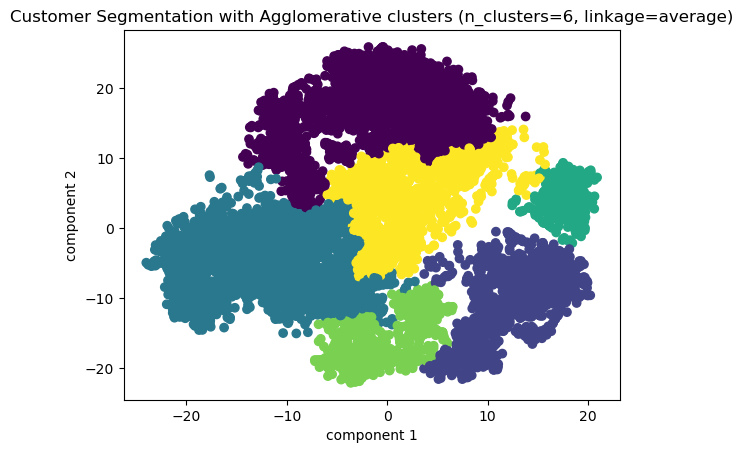 Customer Segmentation with Agglomerative clusters (n_clusters=6, linkage=average)
20
10
0
−10
−20
component 2
−20 −10 0 10 20
component 1